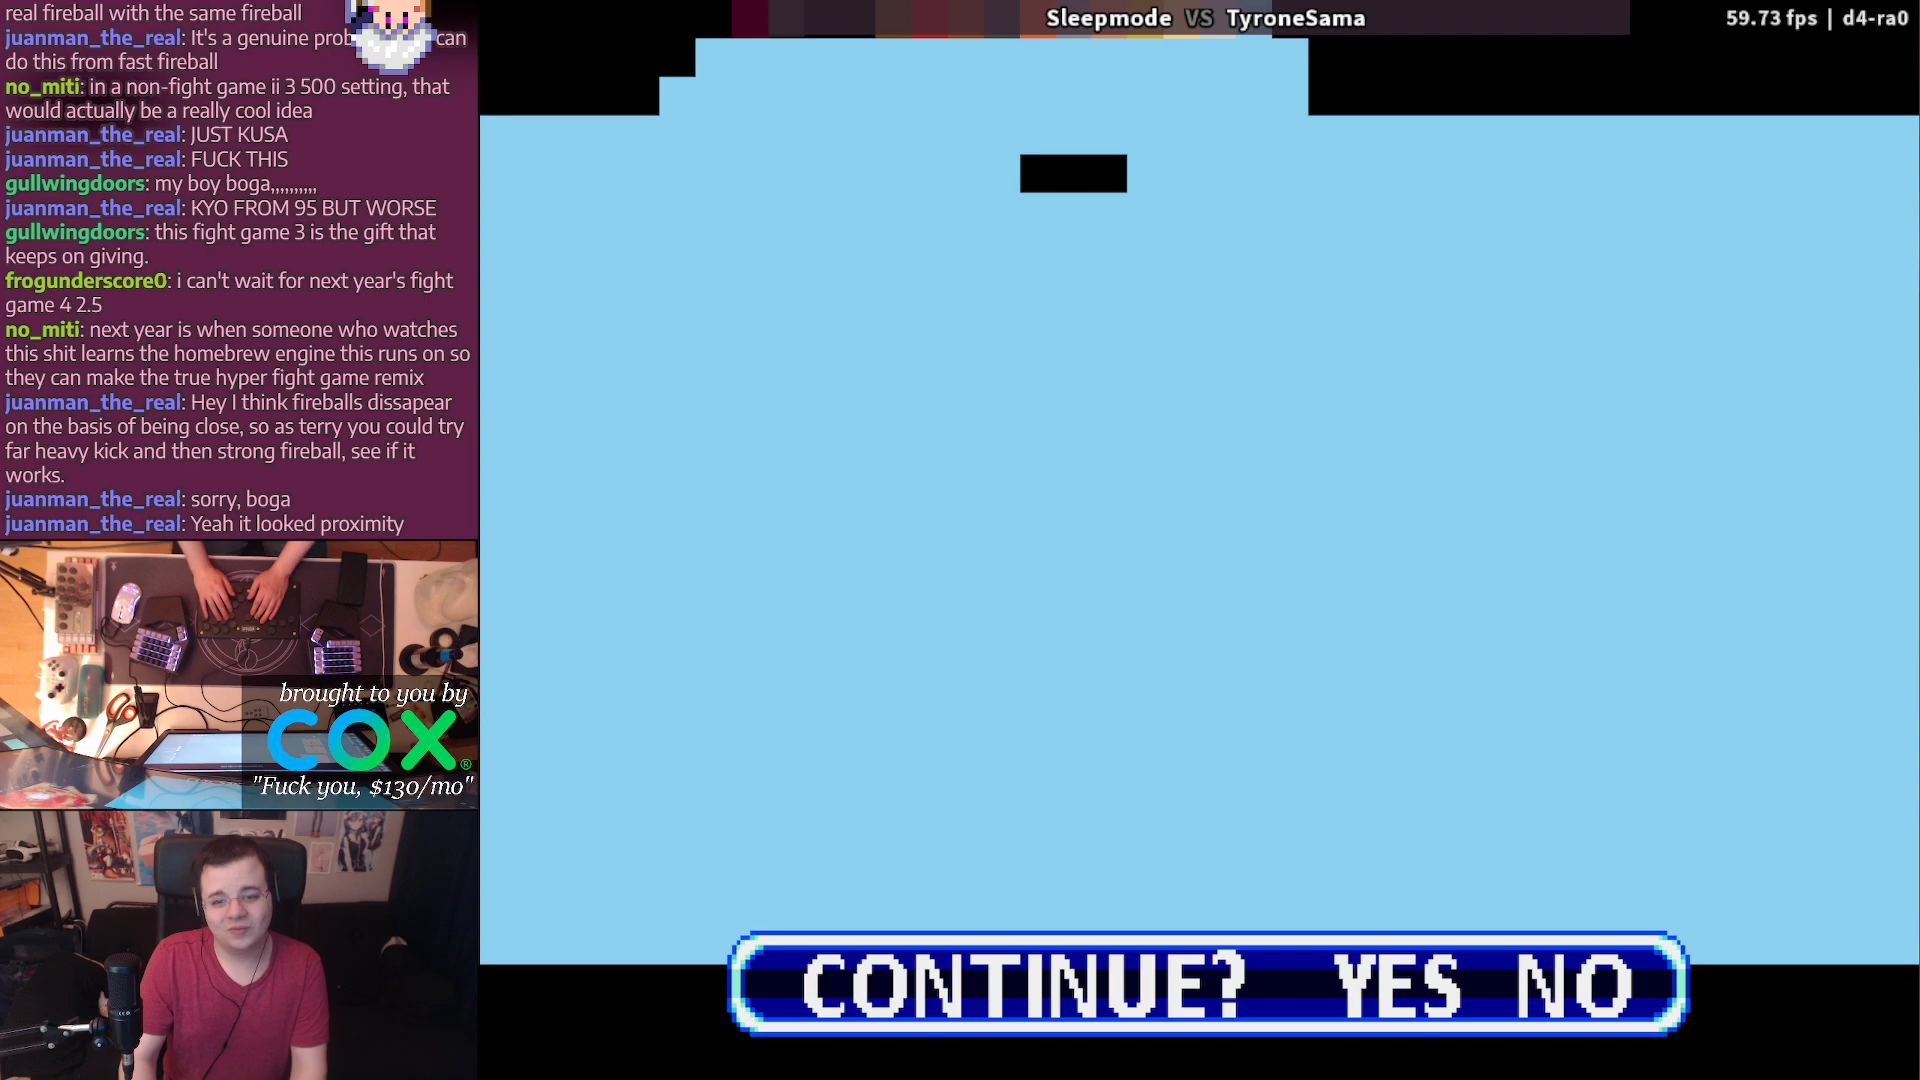 real fireball with the same fireball
juanman_the_real: It's a genuine prob can
do this from fast fireball
no_miti: in a non-fight game ii 3 500 setting, that
would actually be a really cool idea
juanman_the_real: JUST KUSA
juanman_the_real: FUCK THIS
gullwingdoors: my boy boga,,,,,,,,,,
juanman_the_real: KYO FROM 95 BUT WORSE
gullwingdoors: this fight game 3 is the gift that
keeps on giving.
frogunderscore0: i can't wait for next year's fight
game 4 2.5
no_miti: next year is when someone who watches
this shit learns the homebrew engine this runs on so
they can make the true hyper fight game remix
juanman_the_real: Hey I think fireballs dissapear
on the basis of being close, so as terry you could try
far heavy kick and then strong fireball, see if it
works.
juanman_the_real: sorry, boga
juanman_the_real: Yeah it looked proximity
brought to you by
COX®
"Fuck you, $130/mo"
Sleepmode VS TyroneSama
59.73 fps | d4-ra0
CONTINUE? YES NO